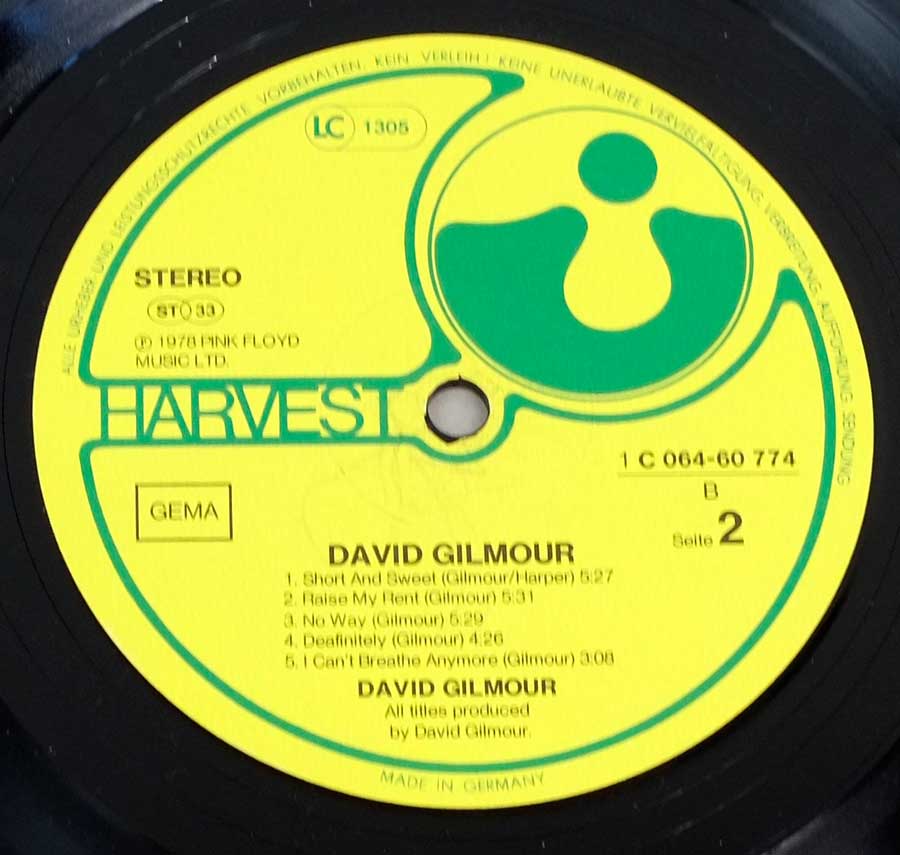 ALLE URHEBER UND LEISTUNGSSCHUTZRECHTE VORBEHALTEN. KEIN VERLEIH! KEINE UNERLAUBTE VERVIELFÄLTIGUNG, VERBREITUNG, AUFFÜHRUNG, SENDUNG
LC 1305
STEREO
ST 33
Ⓟ 1978 PINK FLOYD
MUSIC LTD.
HARVEST
1 C 064-60 774
B
Seite 2
GEMA
DAVID GILMOUR
1. Short And Sweet (Gilmour/Harper) 5:27
2. Raise My Rent (Gilmour) 5:31
3. No Way (Gilmour) 5:29
4. Deafinitely (Gilmour) 4:26
5. I Can't Breathe Anymore (Gilmour) 3:08
DAVID GILMOUR
All titles produced
by David Gilmour.
MADE IN GERMANY